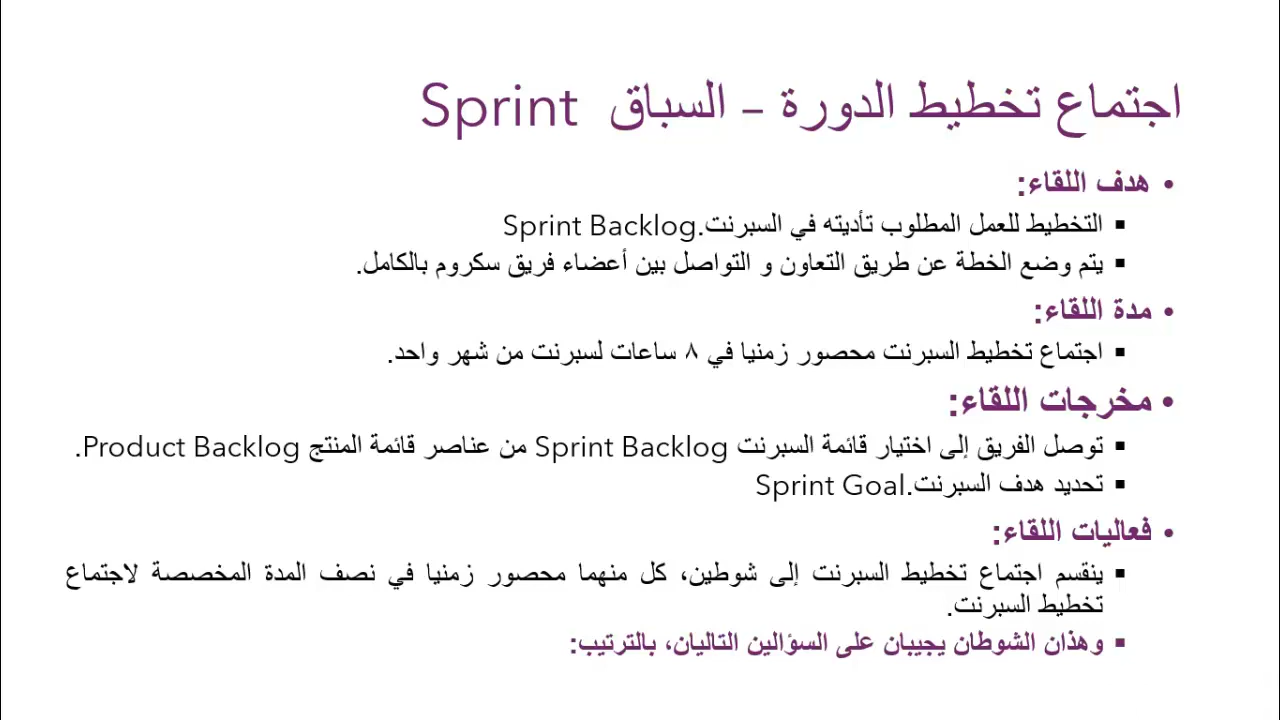 اجتماع تخطيط الدورة – السباق Sprint
• هدف اللقاء:
▪ التخطيط للعمل المطلوب تأديته في السبرنت.Sprint Backlog
▪ يتم وضع الخطة عن طريق التعاون و التواصل بين أعضاء فريق سكروم بالكامل.
• مدة اللقاء:
▪ اجتماع تخطيط السبرنت محصور زمنيا في ٨ ساعات لسبرنت من شهر واحد.
• مخرجات اللقاء:
▪ توصل الفريق إلى اختيار قائمة السبرنت Sprint Backlog من عناصر قائمة المنتج Product Backlog.
▪ تحديد هدف السبرنت.Sprint Goal
• فعاليات اللقاء:
▪ ينقسم اجتماع تخطيط السبرنت إلى شوطين، كل منهما محصور زمنيا في نصف المدة المخصصة لاجتماع
تخطيط السبرنت.
▪ وهذان الشوطان يجيبان على السؤالين التاليان، بالترتيب: